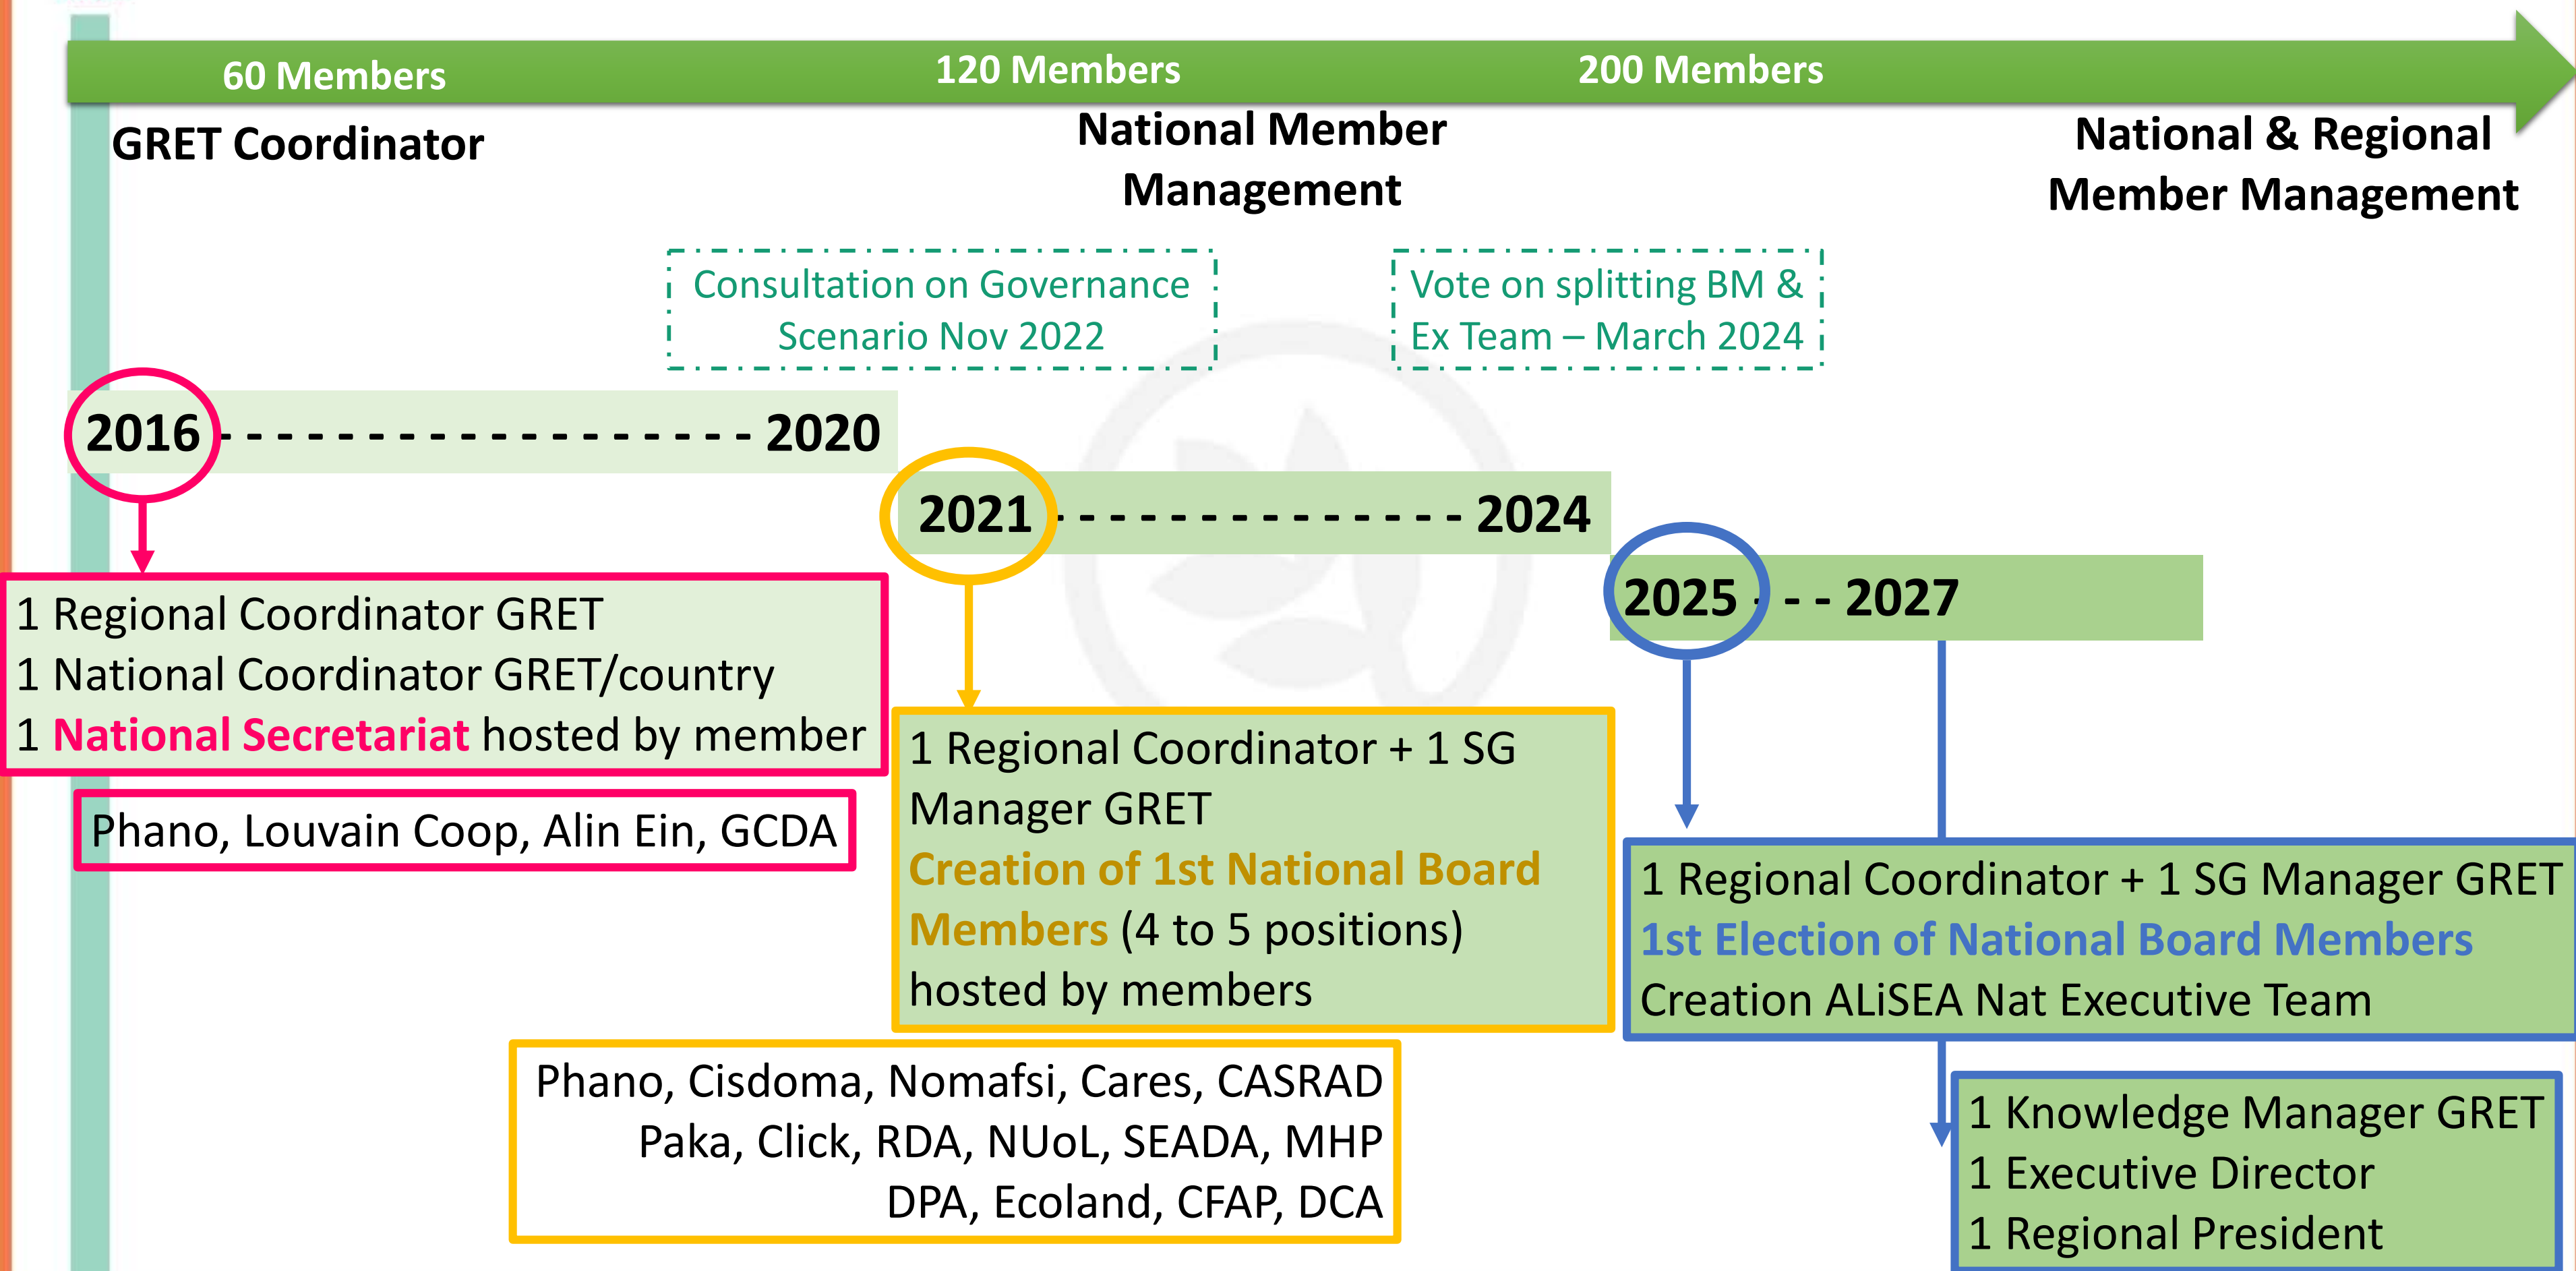 60 Members
120 Members
200 Members
GRET Coordinator
National Member
Management
National & Regional
Member Management
Consultation on Governance
Scenario Nov 2022
Vote on splitting BM &
Ex Team – March 2024
2016 - - - - - - - - - - - - - - - - - - 2020
2021 - - - - - - - - - - - - - - 2024
2025 - - - 2027
1 Regional Coordinator GRET
1 National Coordinator GRET/country
1 National Secretariat hosted by member
Phano, Louvain Coop, Alin Ein, GCDA
1 Regional Coordinator + 1 SG
Manager GRET
Creation of 1st National Board
Members (4 to 5 positions)
hosted by members
Phano, Cisdoma, Nomafsi, Cares, CASRAD
Paka, Click, RDA, NUoL, SEADA, MHP
DPA, Ecoland, CFAP, DCA
1 Regional Coordinator + 1 SG Manager GRET
1st Election of National Board Members
Creation ALiSEA Nat Executive Team
1 Knowledge Manager GRET
1 Executive Director
1 Regional President